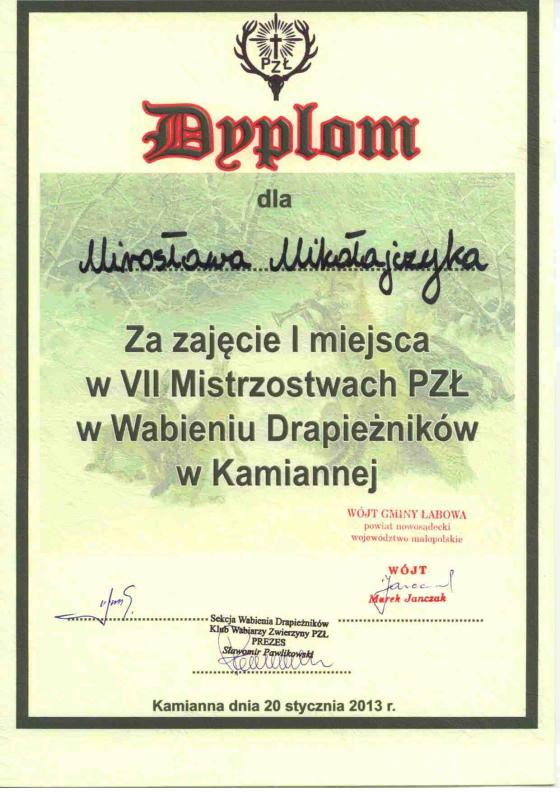 PZŁ
Dyplom
dla
Mirosława Mikołajczyka
Za zajęcie I miejsca
w VII Mistrzostwach PZŁ
w Wabieniu Drapieżników
w Kamiannej
WÓJT GMINY ŁABOWA
powiat nowosądecki
województwo małopolskie
WÓJT
Marek Janczak
Sekcja Wabienia Drapieżników
Klub Wabiarzy Zwierzyny PZŁ
PREZES
Sławomir Pawlikowski
Kamianna dnia 20 stycznia 2013 r.